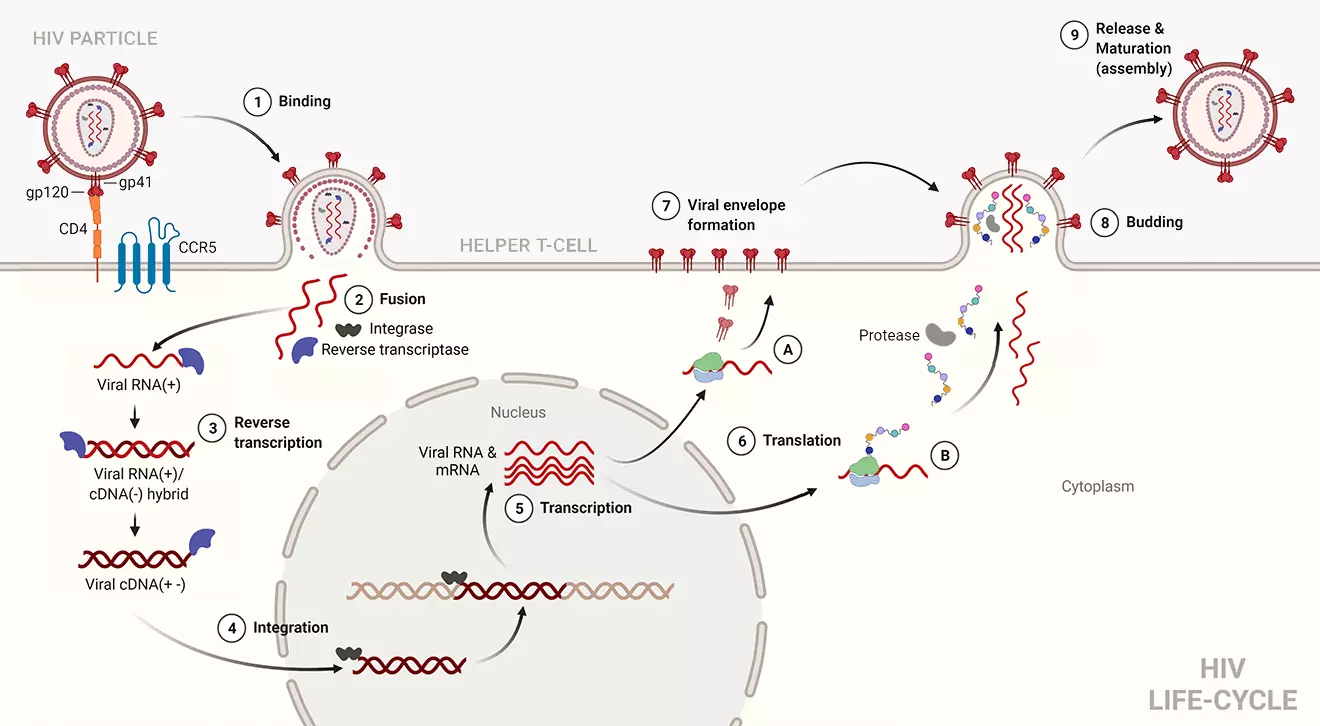 HIV PARTICLE
gp120
gp41
CD4
CCR5
1 Binding
HELPER T-CELL
2 Fusion
Integrase
Reverse transcriptase
Viral RNA(+)
3 Reverse
transcription
Viral RNA(+)/
cDNA(-) hybrid
Viral cDNA(+ -)
4 Integration
Nucleus
Viral RNA &
mRNA
5 Transcription
6 Translation
A
B
7 Viral envelope
formation
Protease
8 Budding
9 Release &
Maturation
(assembly)
Cytoplasm
HIV
LIFE-CYCLE